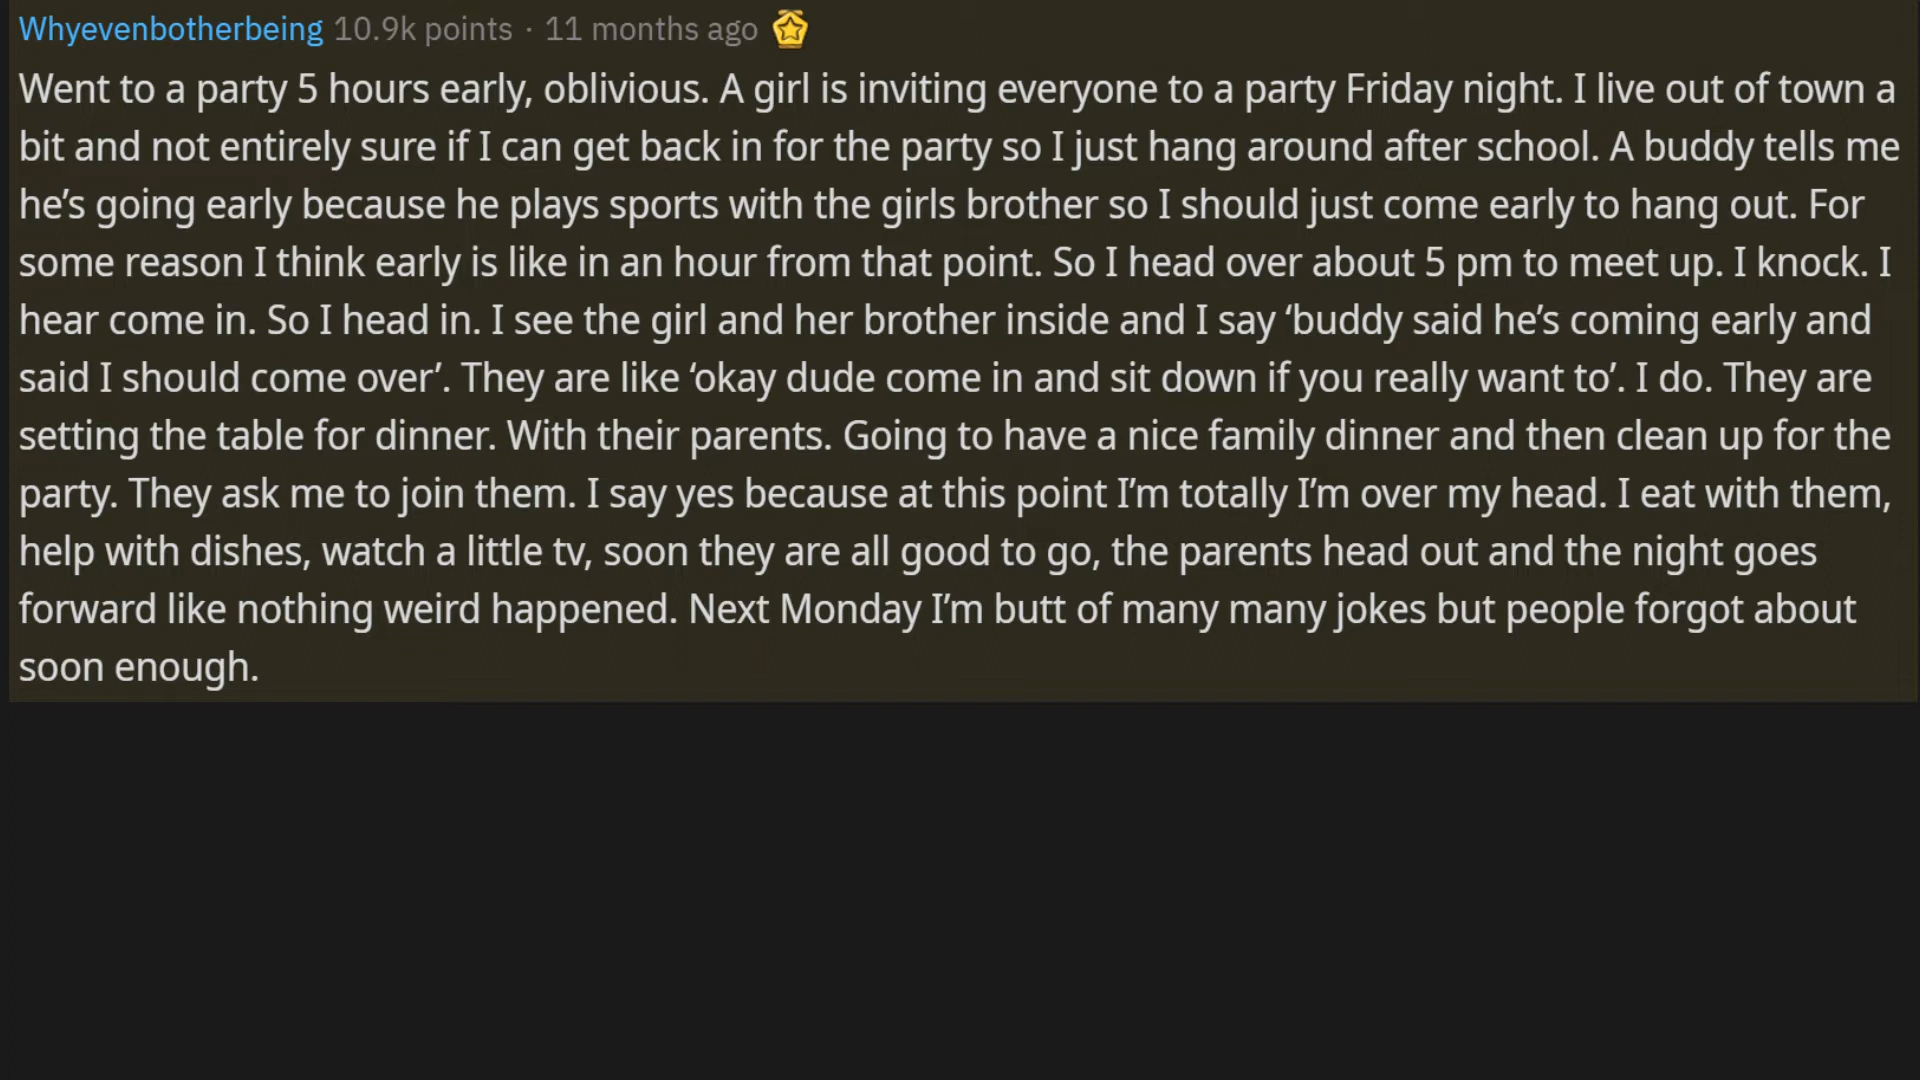 Whyevenbotherbeing 10.9k points · 11 months ago
Went to a party 5 hours early, oblivious. A girl is inviting everyone to a party Friday night. I live out of town a
bit and not entirely sure if I can get back in for the party so I just hang around after school. A buddy tells me
he’s going early because he plays sports with the girls brother so I should just come early to hang out. For
some reason I think early is like in an hour from that point. So I head over about 5 pm to meet up. I knock. I
hear come in. So I head in. I see the girl and her brother inside and I say ‘buddy said he’s coming early and
said I should come over’. They are like ‘okay dude come in and sit down if you really want to’. I do. They are
setting the table for dinner. With their parents. Going to have a nice family dinner and then clean up for the
party. They ask me to join them. I say yes because at this point I’m totally I’m over my head. I eat with them,
help with dishes, watch a little tv, soon they are all good to go, the parents head out and the night goes
forward like nothing weird happened. Next Monday I’m butt of many many jokes but people forgot about
soon enough.